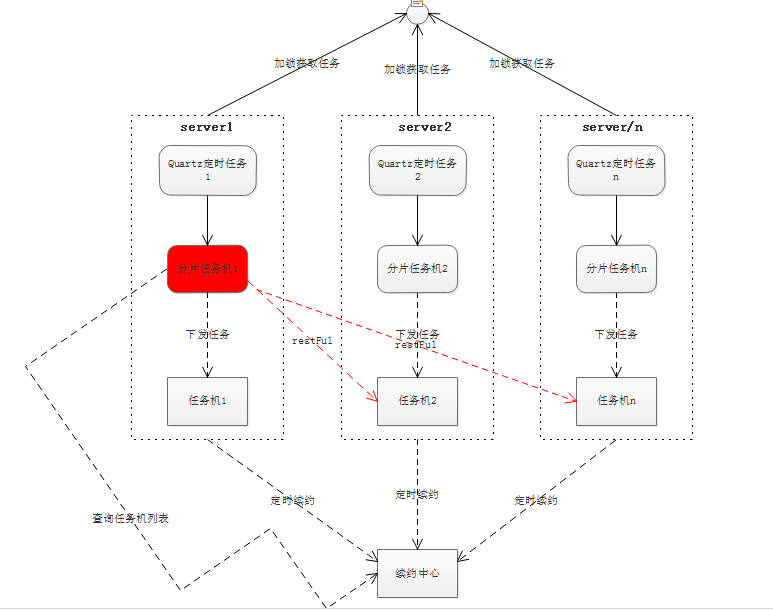 加锁获取任务
加锁获取任务
加锁获取任务
server1
server2
server/n
Quartz定时任务
1
Quartz定时任务
2
Quartz定时任务
n
分片任务机1
分片任务机2
分片任务机n
下发任务
下发任务
下发任务
restFul
restFul
任务机1
任务机2
任务机n
定时续约
定时续约
定时续约
查询任务机列表
续约中心